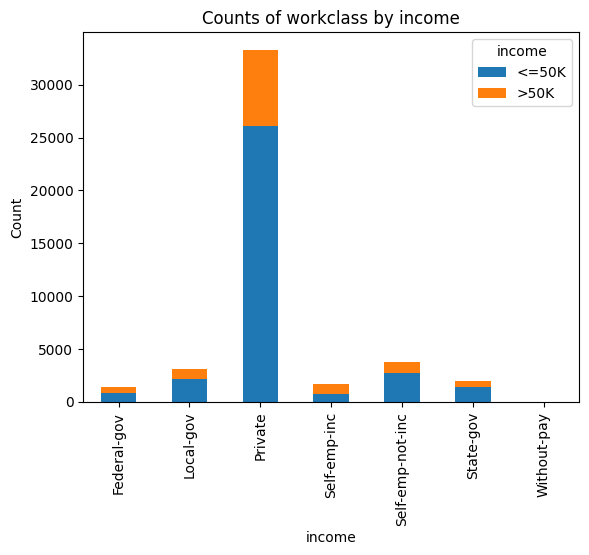 Counts of workclass by income
income
<=50K
>50K
Count
30000
25000
20000
15000
10000
5000
0
Federal-gov
Local-gov
Private
Self-emp-inc
Self-emp-not-inc
State-gov
Without-pay
income